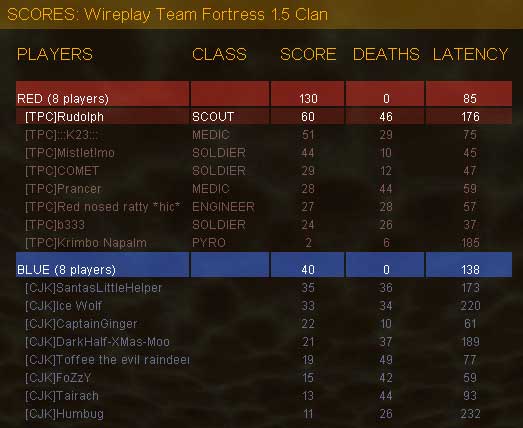 SCORES: Wireplay Team Fortress 1.5 Clan
PLAYERS CLASS SCORE DEATHS LATENCY
RED (8 players) 130 0 85
[TPC]Rudolph SCOUT 60 46 176
[TPC]:::K23::: MEDIC 51 29 75
[TPC]Mistlet!mo SOLDIER 44 10 45
[TPC]COMET SOLDIER 29 12 47
[TPC]Prancer MEDIC 28 44 59
[TPC]Red nosed ratty *hic* ENGINEER 27 28 57
[TPC]b333 SOLDIER 24 26 37
[TPC]Krimbo Napalm PYRO 2 6 185
BLUE (8 players) 40 0 138
[CJK]SantasLittleHelper 35 36 173
[CJK]Ice Wolf 33 34 220
[CJK]CaptainGinger 22 10 61
[CJK]DarkHalf-XMas-Moo 21 37 189
[CJK]Toffee the evil raindeer 19 49 77
[CJK]FoZzY 15 42 59
[CJK]Tairach 13 44 93
[CJK]Humbug 11 26 232